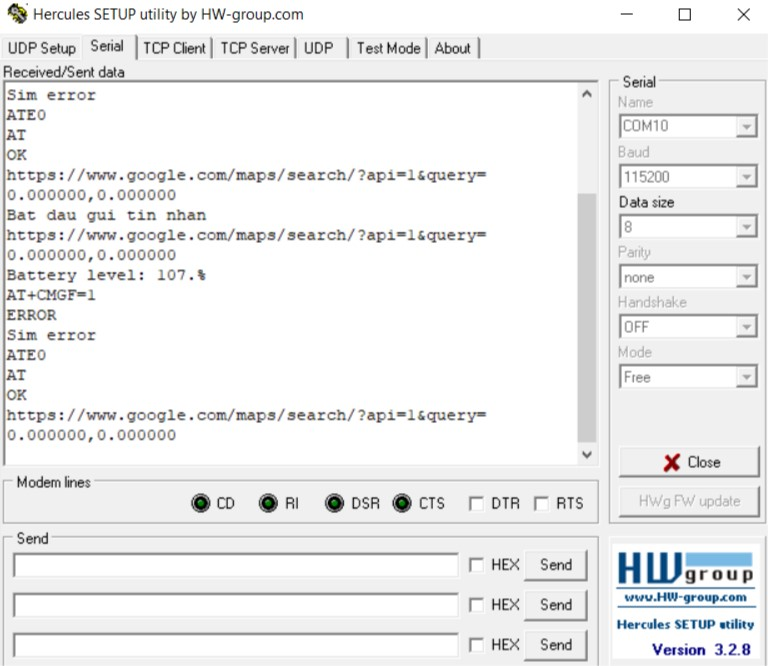 Hercules SETUP utility by HW-group.com
UDP Setup Serial TCP Client TCP Server UDP Test Mode About
Received/Sent data
Sim error
ATE0
AT
OK
https://www.google.com/maps/search/?api=1&query=
0.000000,0.000000
Bat dau gui tin nhan
https://www.google.com/maps/search/?api=1&query=
0.000000,0.000000
Battery level: 107.%
AT+CMGF=1
ERROR
Sim error
ATE0
AT
OK
https://www.google.com/maps/search/?api=1&query=
0.000000,0.000000
Serial
Name
COM10
Baud
115200
Data size
8
Parity
none
Handshake
OFF
Mode
Free
Close
HWg FW update
Modem lines
CD RI DSR CTS DTR RTS
Send
HEX Send
HEX Send
HEX Send
HW group
www.HW-group.com
Hercules SETUP utility
Version 3.2.8